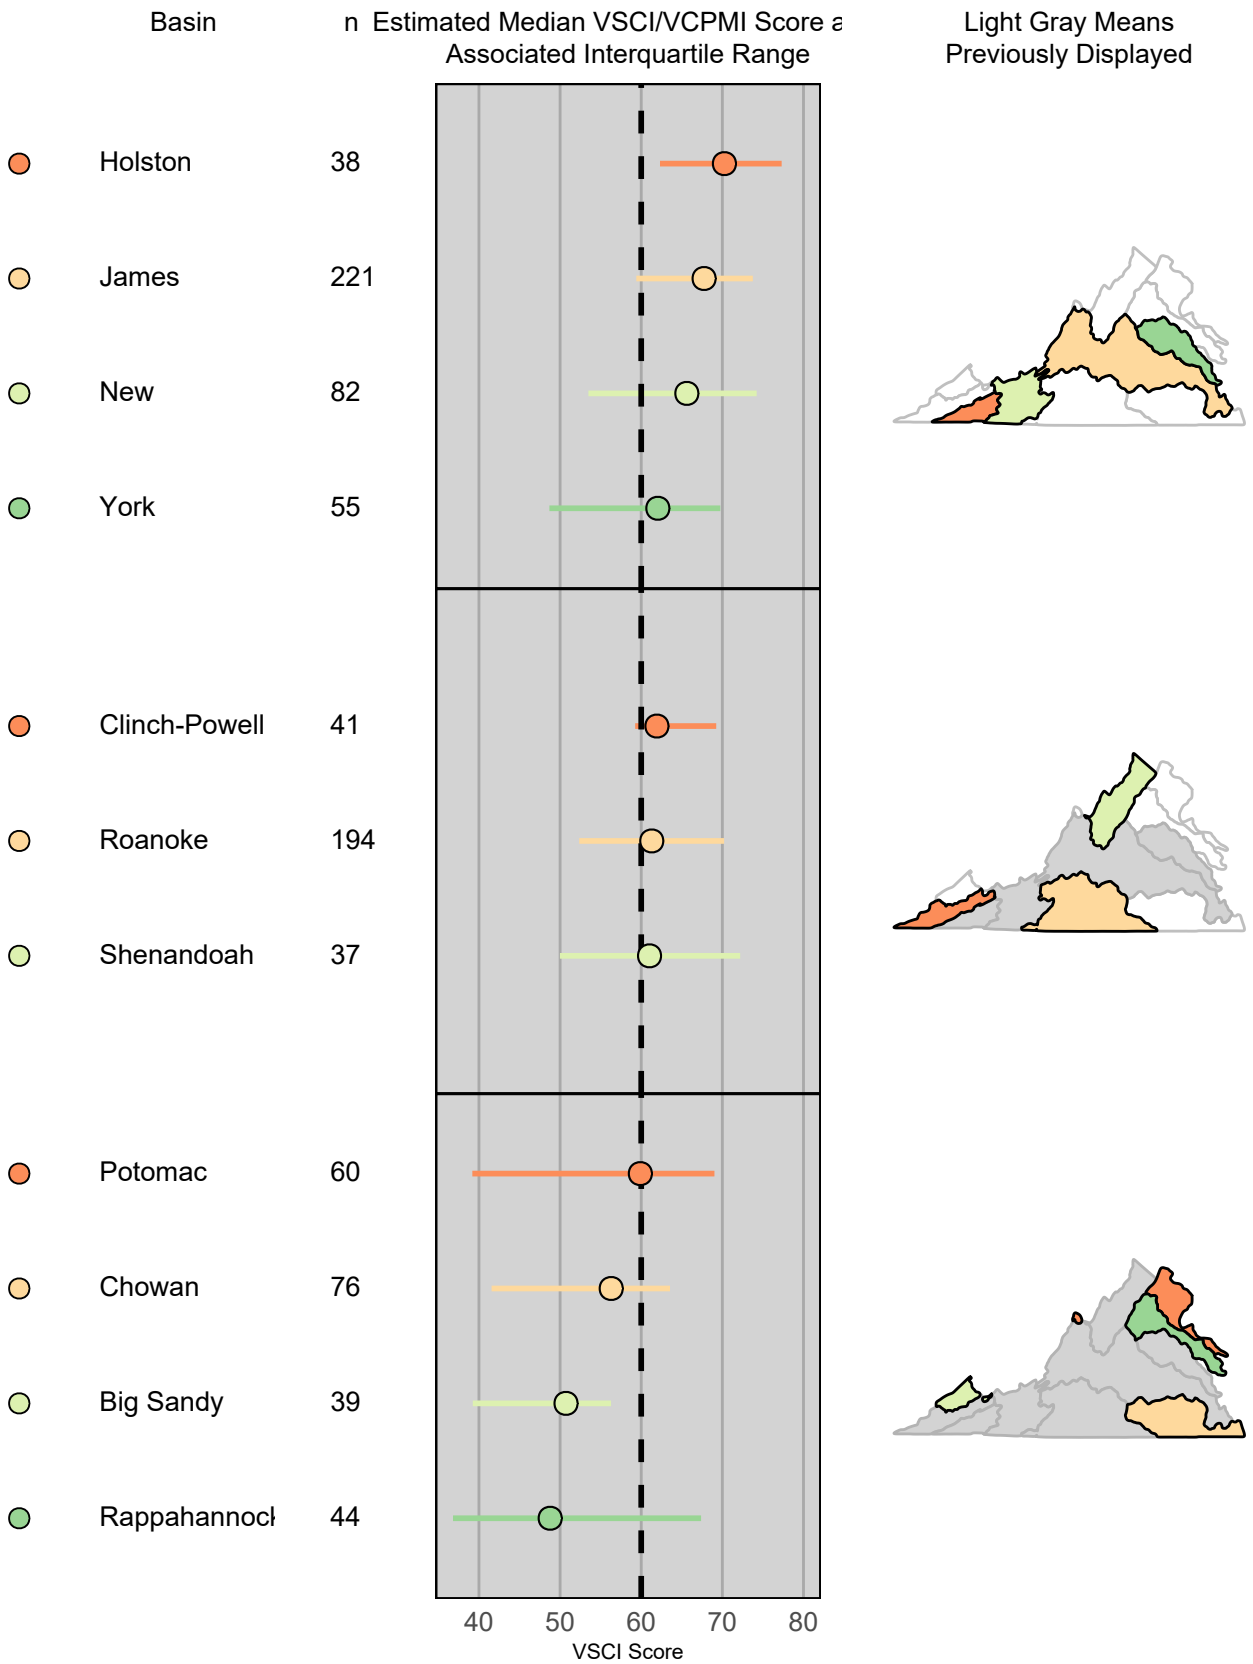 Basin
n
Estimated Median VSCI/VCPMI Score a
Associated Interquartile Range
Light Gray Means
Previously Displayed
Holston 38
James 221
New 82
York 55
Clinch-Powell 41
Roanoke 194
Shenandoah 37
Potomac 60
Chowan 76
Big Sandy 39
Rappahannock 44
40 50 60 70 80
VSCI Score